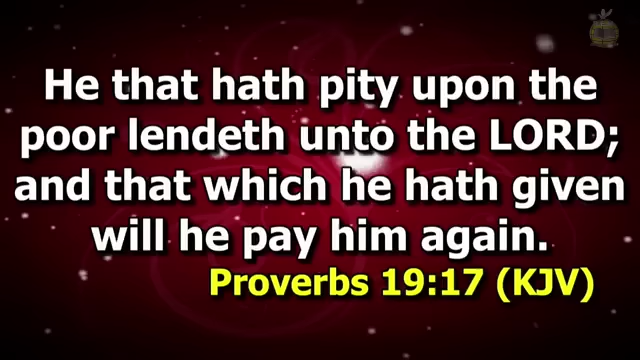 He that hath pity upon the
poor lendeth unto the LORD;
and that which he hath given
will he pay him again.
Proverbs 19:17 (KJV)